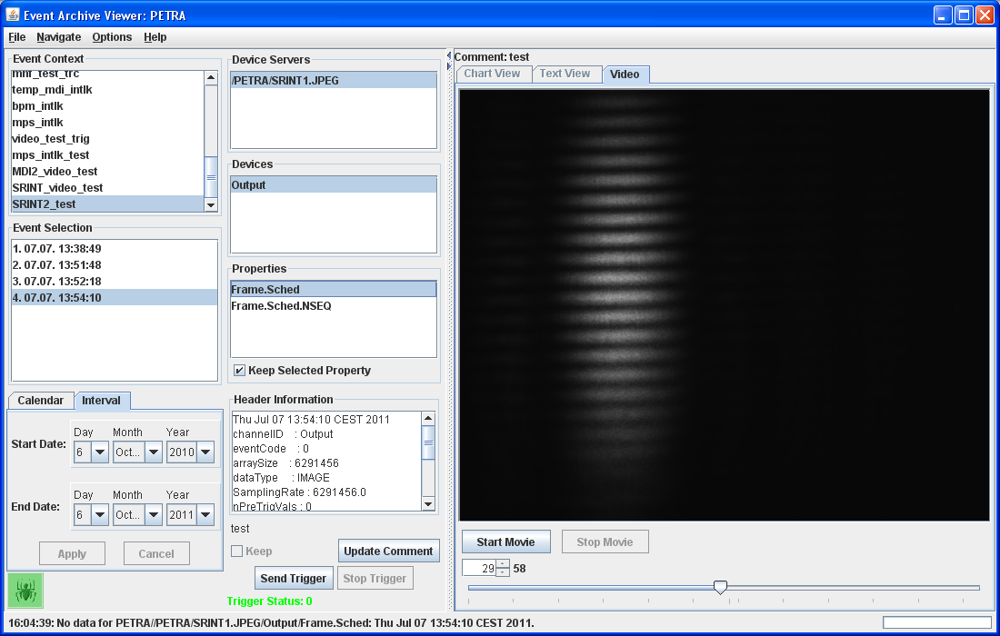 Event Archive Viewer: PETRA
File Navigate Options Help
Event Context
mhf_test_trc
temp_mdi_intlk
bpm_intlk
mps_intlk
video_test_trig
mps_intlk_test
MDI2_video_test
SRINT_video_test
SRINT2_test
Event Selection
1. 07.07. 13:38:49
2. 07.07. 13:51:48
3. 07.07. 13:52:18
4. 07.07. 13:54:10
Calendar Interval
Day Month Year
Start Date: 6 Oct... 2010
Day Month Year
End Date: 6 Oct... 2011
Apply Cancel
Device Servers
/PETRA/SRINT1.JPEG
Devices
Output
Properties
Frame.Sched
Frame.Sched.NSEQ
Keep Selected Property
Header Information
Thu Jul 07 13:54:10 CEST 2011
channelID : Output
eventCode : 0
arraySize : 6291456
dataType : IMAGE
SamplingRate : 6291456.0
nPreTrigVals : 0
test
Keep Update Comment
Send Trigger Stop Trigger
Trigger Status: 0
Comment: test
Chart View Text View Video
Start Movie Stop Movie
29 58
16:04:39: No data for PETRA//PETRA/SRINT1.JPEG/Output/Frame.Sched: Thu Jul 07 13:54:10 CEST 2011.